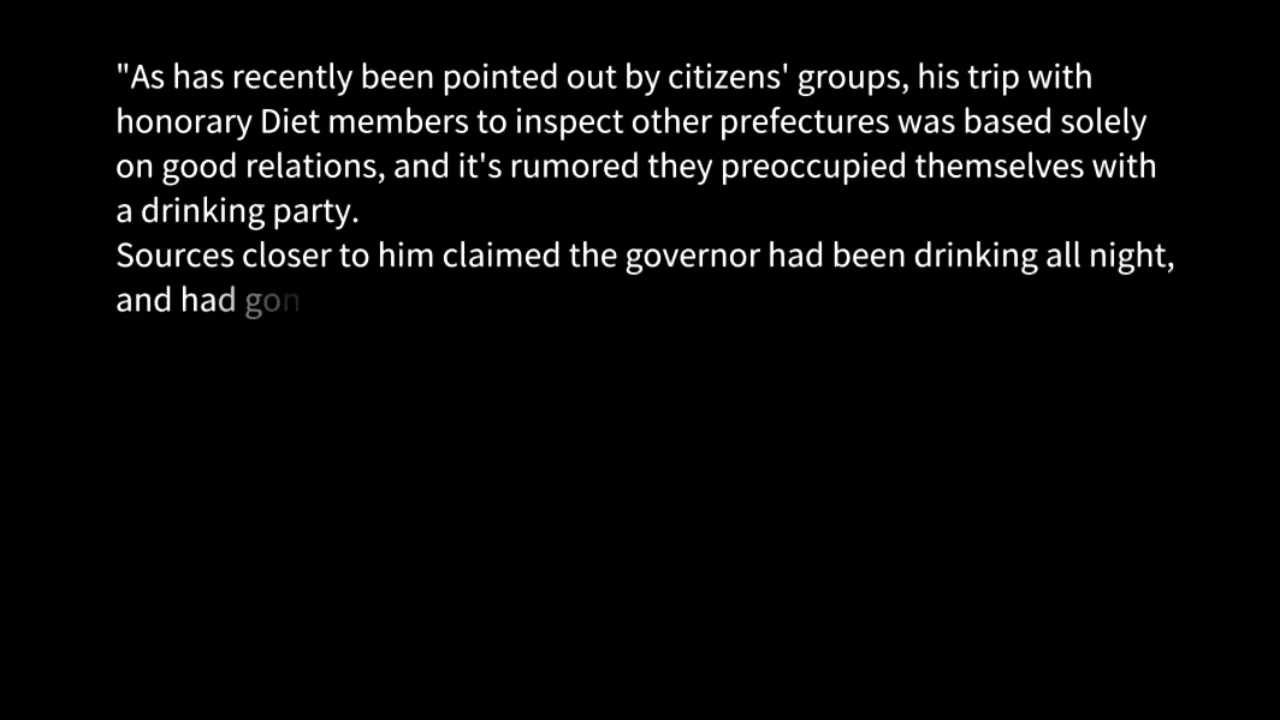 "As has recently been pointed out by citizens' groups, his trip with
honorary Diet members to inspect other prefectures was based solely
on good relations, and it's rumored they preoccupied themselves with
a drinking party.
Sources closer to him claimed the governor had been drinking all night,
and had gon